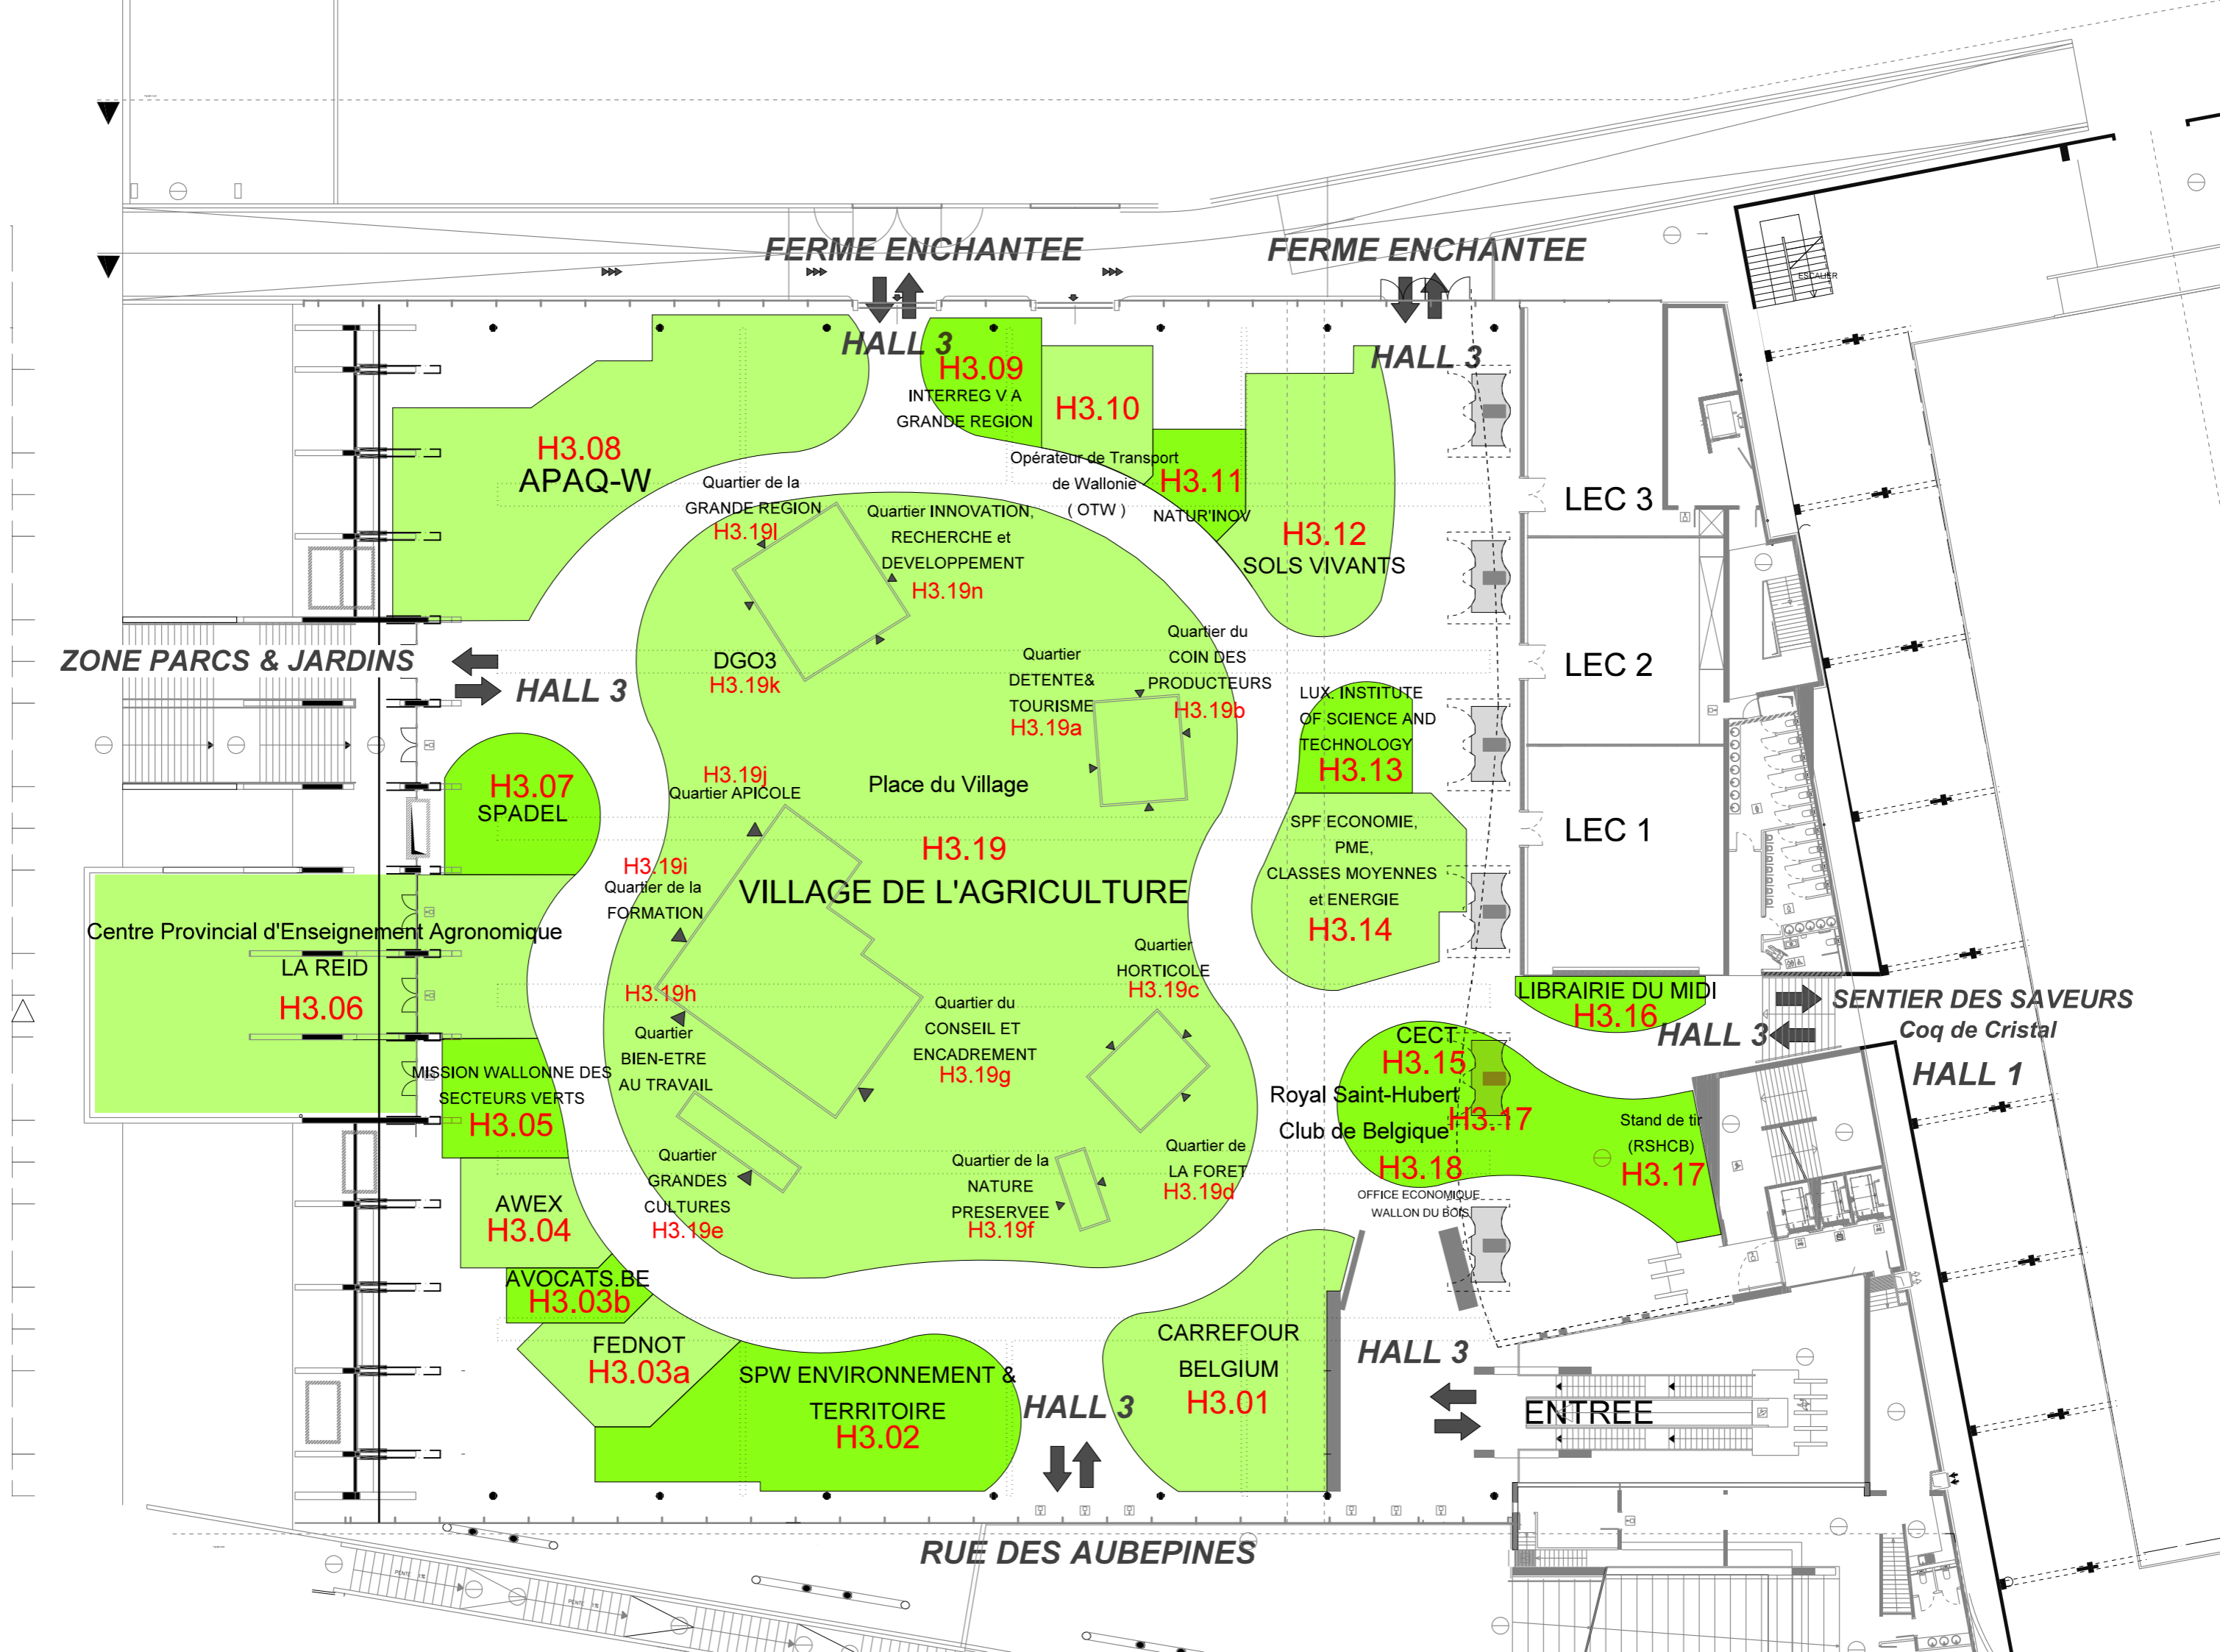 FERME ENCHANTEE
FERME ENCHANTEE
ESCALIER
HALL 3
HALL 3
H3.09
INTERREG V A
GRANDE REGION
H3.10
H3.08
APAQ-W
Opérateur de Transport
de Wallonie
( OTW )
H3.11
NATUR'INOV
H3.12
SOLS VIVANTS
LEC 3
Quartier de la
GRANDE REGION
H3.19l
Quartier INNOVATION,
RECHERCHE et
DEVELOPPEMENT
H3.19n
ZONE PARCS & JARDINS
HALL 3
DGO3
H3.19k
Quartier
DETENTE&
TOURISME
H3.19a
Quartier du
COIN DES
PRODUCTEURS
H3.19b
LEC 2
LUX. INSTITUTE
OF SCIENCE AND
TECHNOLOGY
H3.13
H3.07
SPADEL
H3.19j
Quartier APICOLE
Place du Village
H3.19
VILLAGE DE L'AGRICULTURE
SPF ECONOMIE,
PME,
CLASSES MOYENNES
et ENERGIE
H3.14
LEC 1
H3.19i
Quartier de la
FORMATION
Centre Provincial d'Enseignement Agronomique
LA REID
H3.06
H3.19h
Quartier
BIEN-ETRE
AU TRAVAIL
Quartier du
CONSEIL ET
ENCADREMENT
H3.19g
Quartier
HORTICOLE
H3.19c
LIBRAIRIE DU MIDI
H3.16
SENTIER DES SAVEURS
Coq de Cristal
HALL 3
HALL 1
CECT
H3.15
Royal Saint-Hubert
Club de Belgique
H3.17
H3.18
OFFICE ECONOMIQUE
WALLON DU BOIS
Stand de tir
(RSHCB)
H3.17
MISSION WALLONNE DES
SECTEURS VERTS
H3.05
Quartier
GRANDES
CULTURES
H3.19e
Quartier de la
NATURE
PRESERVEE
H3.19f
Quartier de
LA FORET
H3.19d
AWEX
H3.04
AVOCATS.BE
H3.03b
FEDNOT
H3.03a
SPW ENVIRONNEMENT &
TERRITOIRE
H3.02
HALL 3
CARREFOUR
BELGIUM
H3.01
HALL 3
ENTREE
RUE DES AUBEPINES